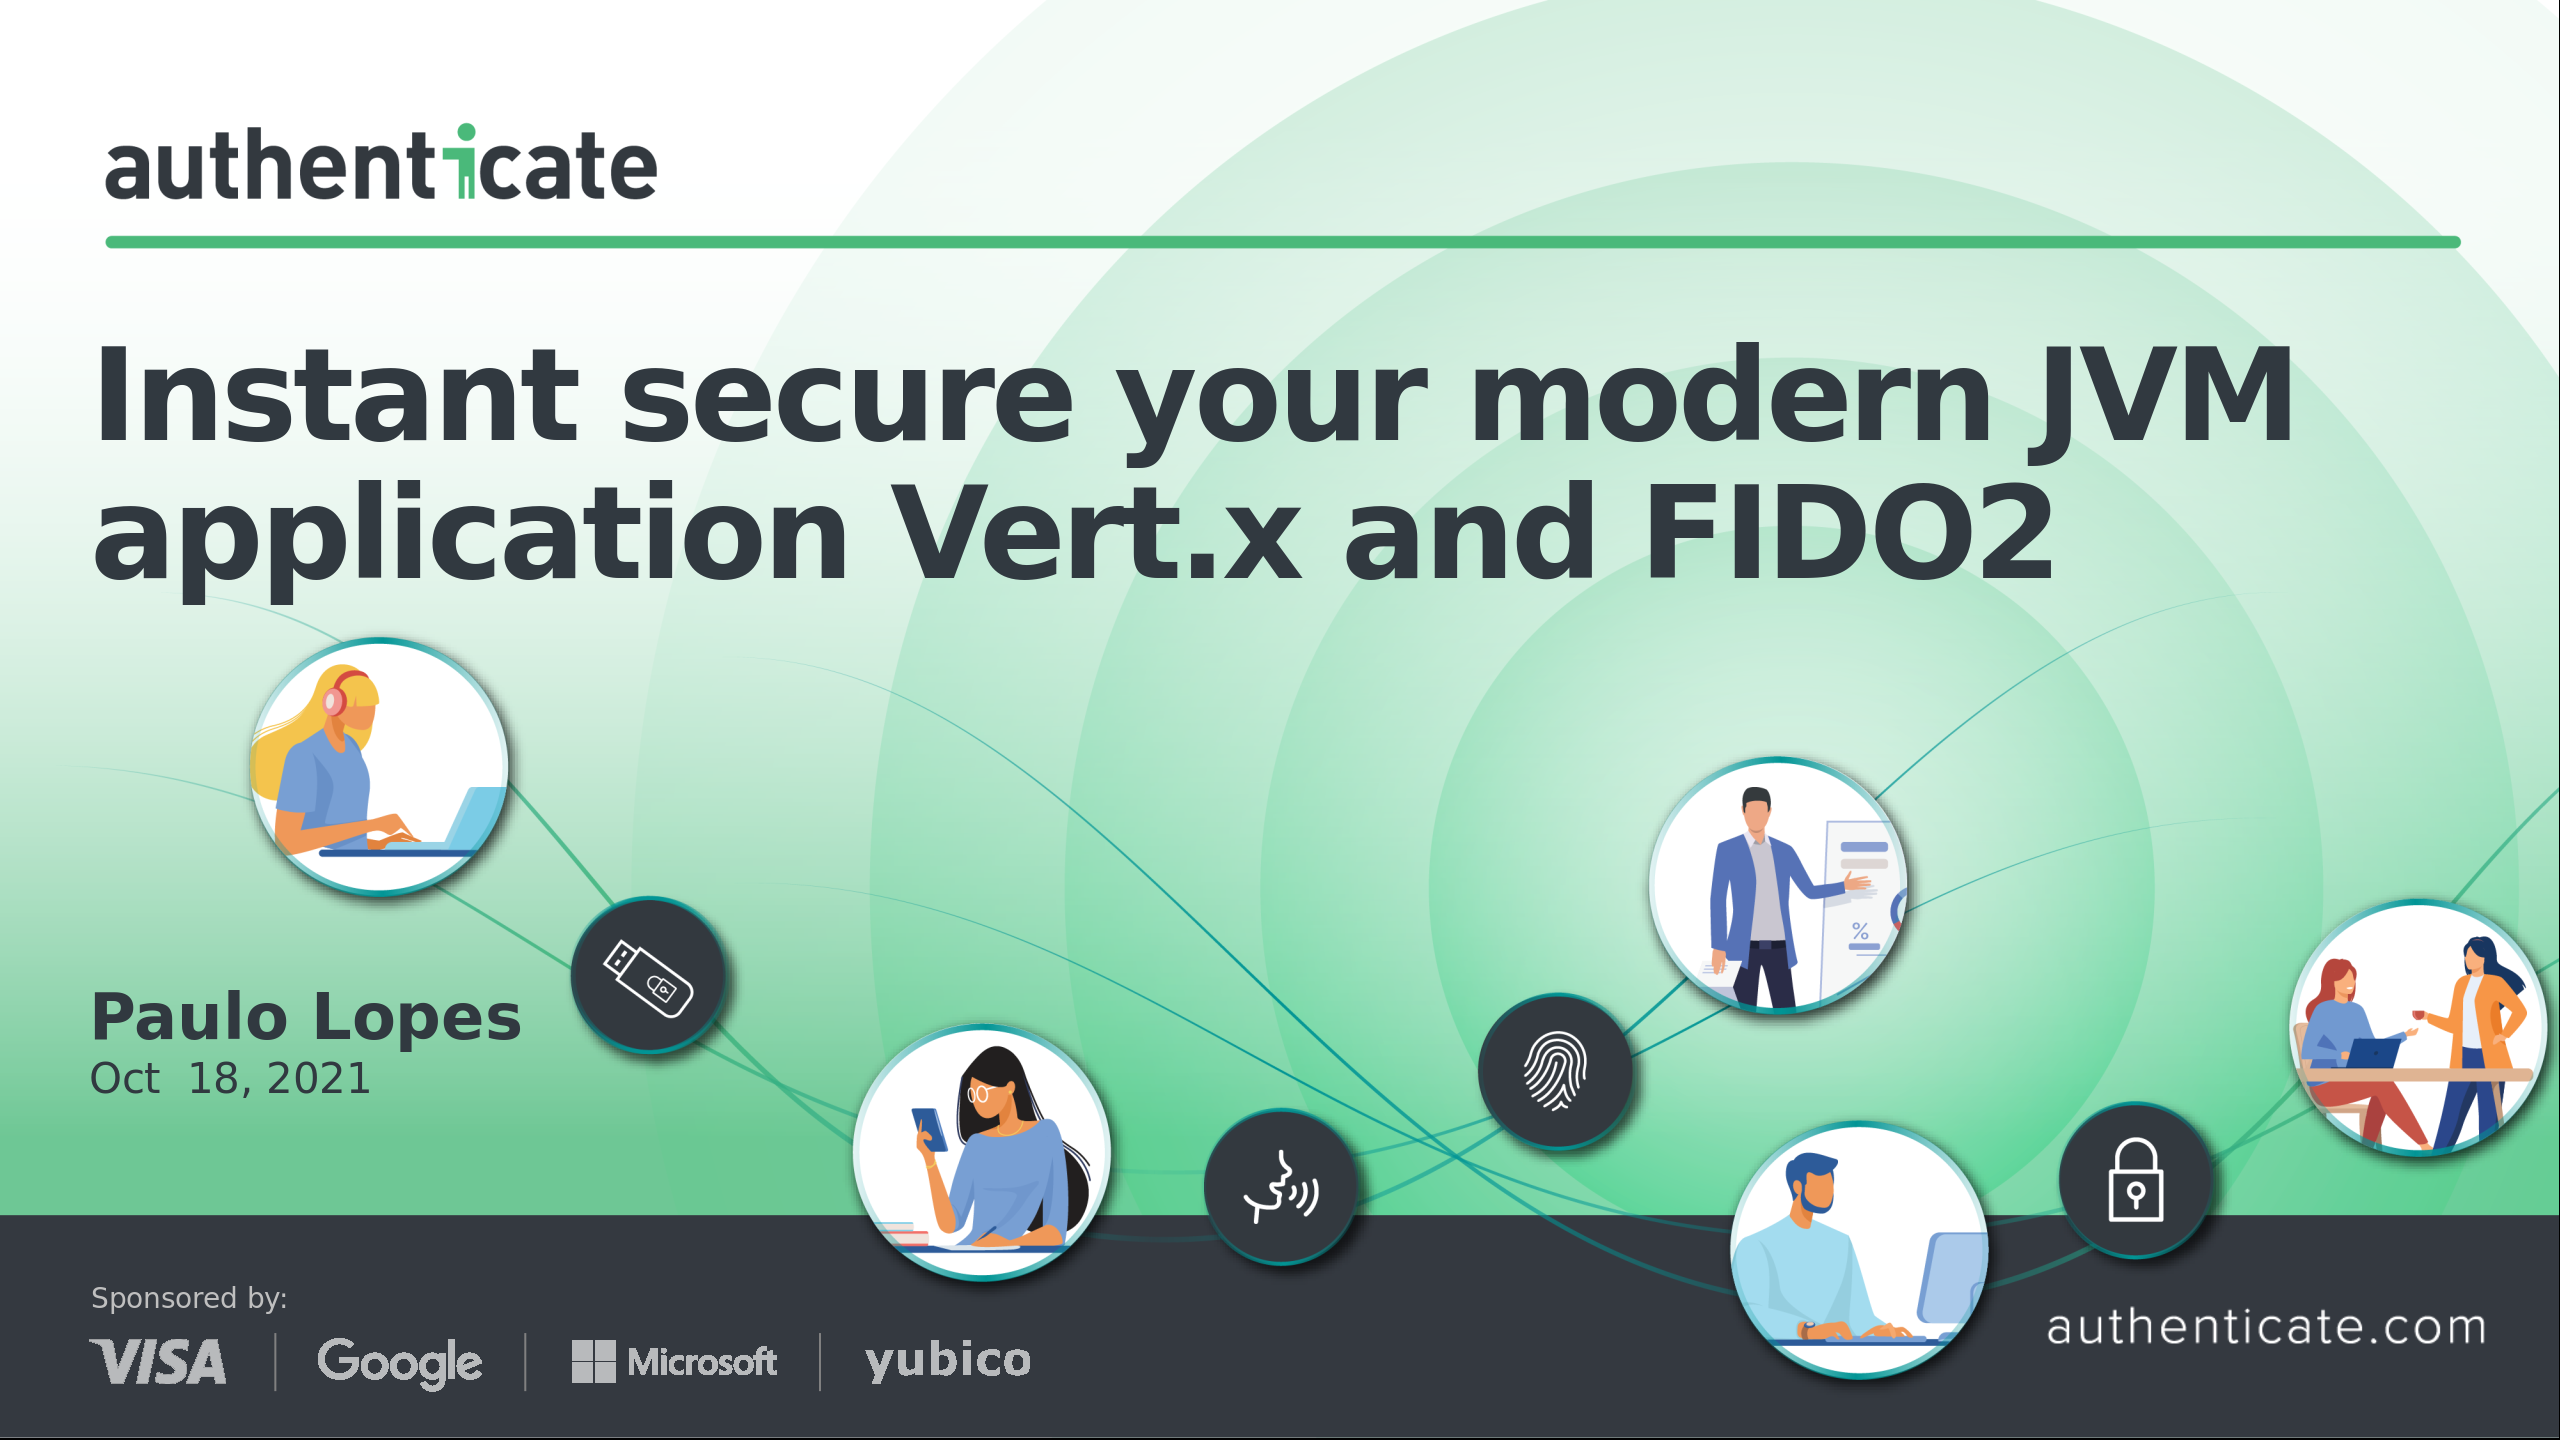 authenticate
Instant secure your modern JVM
application Vert.x and FIDO2
%
Paulo Lopes
Oct  18, 2021
Sponsored by:
VISA
Google
Microsoft
yubico
authenticate.com